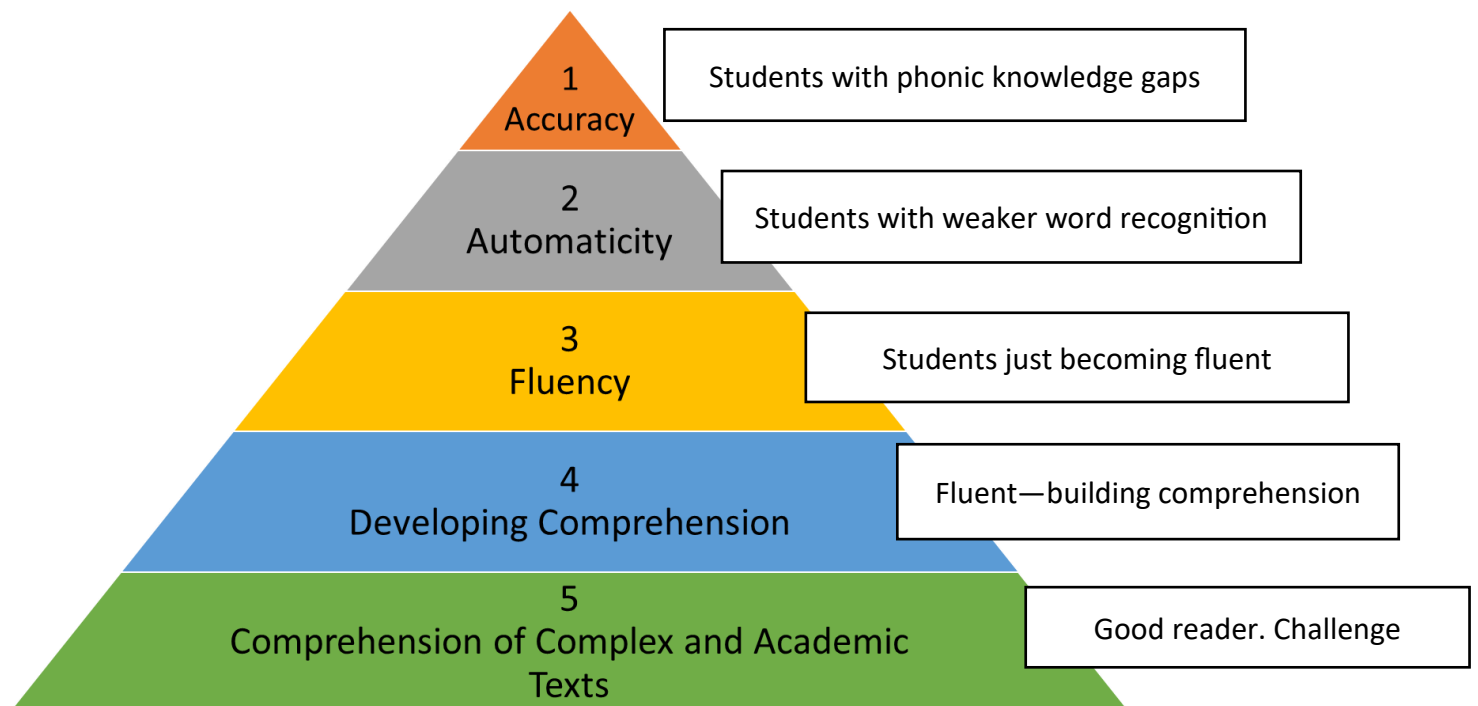 1
Accuracy
Students with phonic knowledge gaps
2
Automaticity
Students with weaker word recognition
3
Fluency
Students just becoming fluent
4
Developing Comprehension
Fluent—building comprehension
5
Comprehension of Complex and Academic
Texts
Good reader. Challenge